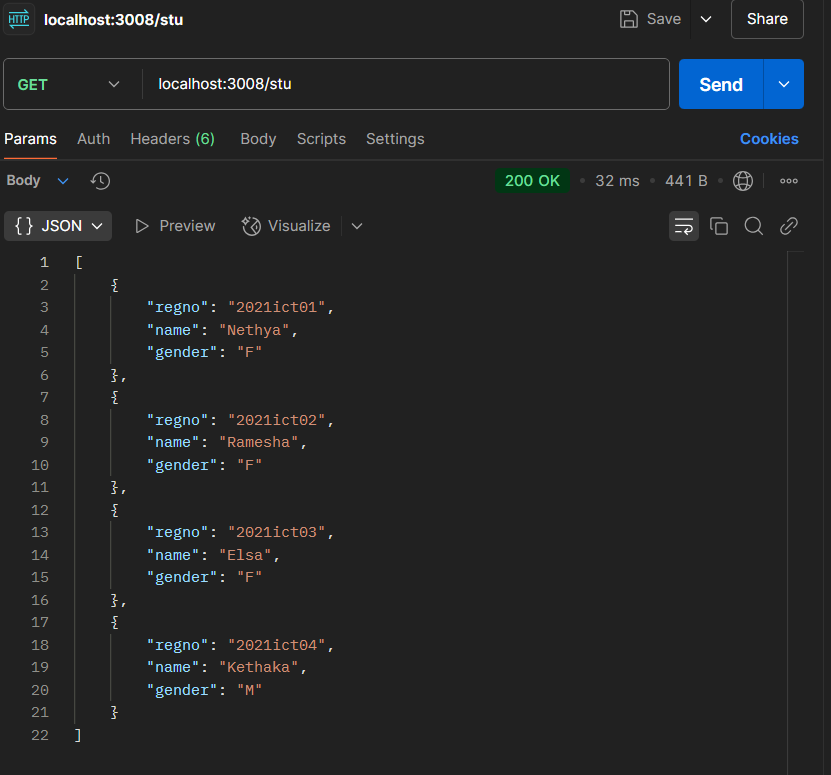 HTTP localhost:3008/stu Save Share
GET localhost:3008/stu Send
Params Auth Headers (6) Body Scripts Settings Cookies
Body 200 OK • 32 ms • 441 B •
{} JSON Preview Visualize
1 [
2     {
3         "regno": "2021ict01",
4         "name": "Nethya",
5         "gender": "F"
6     },
7     {
8         "regno": "2021ict02",
9         "name": "Ramesha",
10         "gender": "F"
11     },
12     {
13         "regno": "2021ict03",
14         "name": "Elsa",
15         "gender": "F"
16     },
17     {
18         "regno": "2021ict04",
19         "name": "Kethaka",
20         "gender": "M"
21     }
22 ]